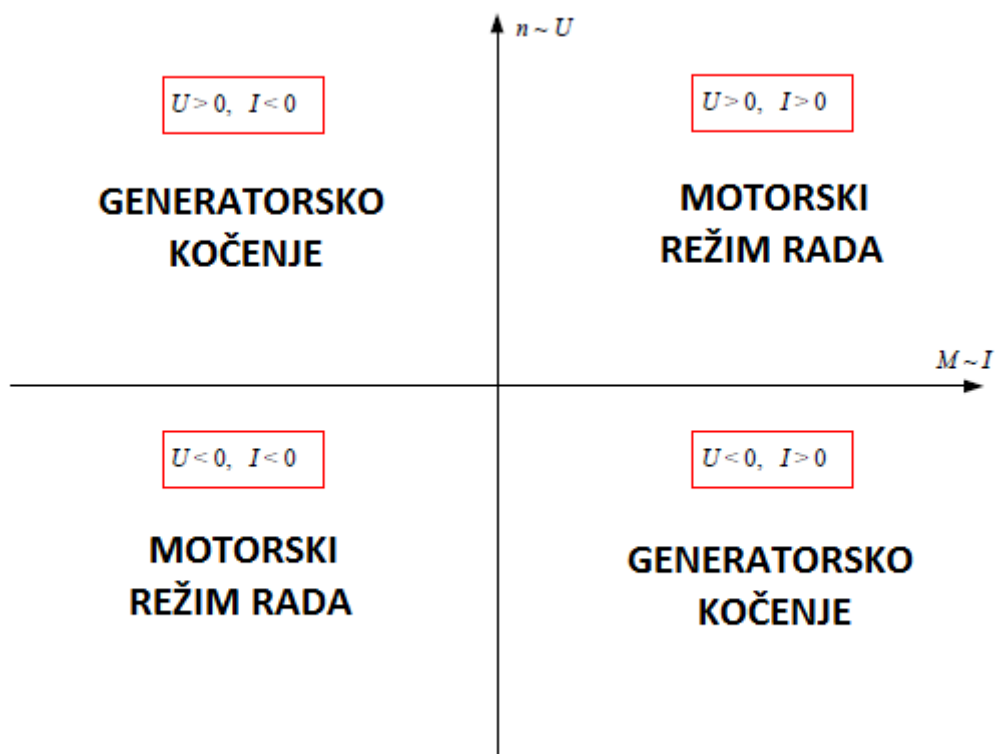 n ~ U
U > 0, I < 0
U > 0, I > 0
GENERATORSKO
KOČENJE
MOTORSKI
REŽIM RADA
M ~ I
U < 0, I < 0
U < 0, I > 0
MOTORSKI
REŽIM RADA
GENERATORSKO
KOČENJE